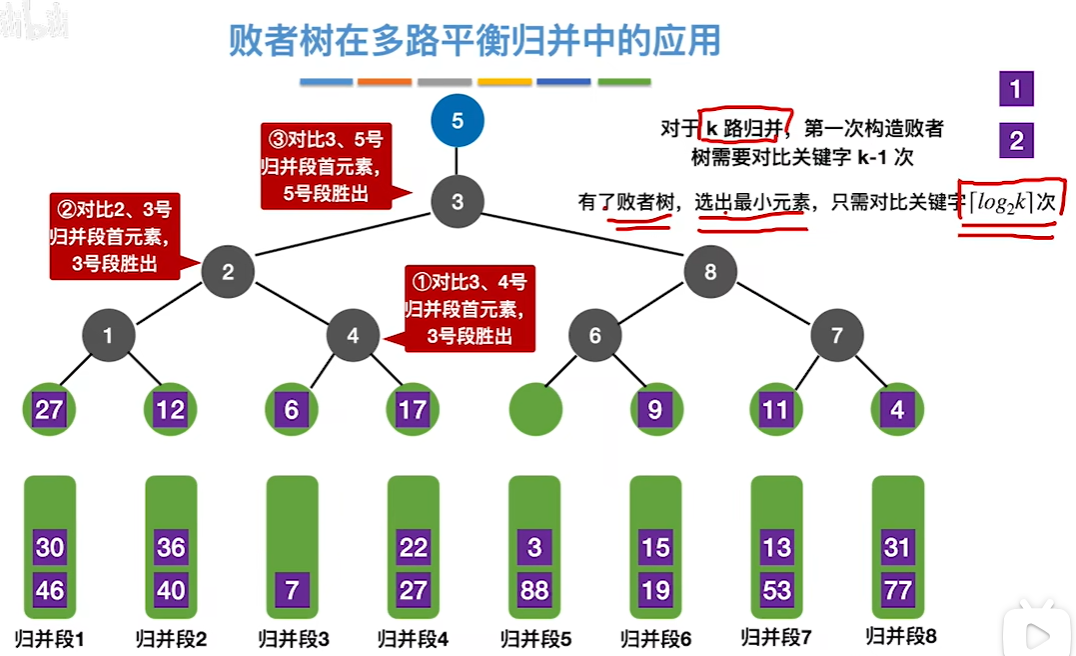 败者树在多路平衡归并中的应用
1
2
5
③对比3、5号
归并段首元素，
5号段胜出
对于 k 路归并，第一次构造败者
树需要对比关键字 k-1 次
有了败者树，选出最小元素，只需对比关键字⌈log₂k⌉次
3
②对比2、3号
归并段首元素，
3号段胜出
2
8
①对比3、4号
归并段首元素，
3号段胜出
1
4
6
7
27
12
6
17
9
11
4
30
36
22
3
15
13
31
46
40
7
27
88
19
53
77
归并段1
归并段2
归并段3
归并段4
归并段5
归并段6
归并段7
归并段8